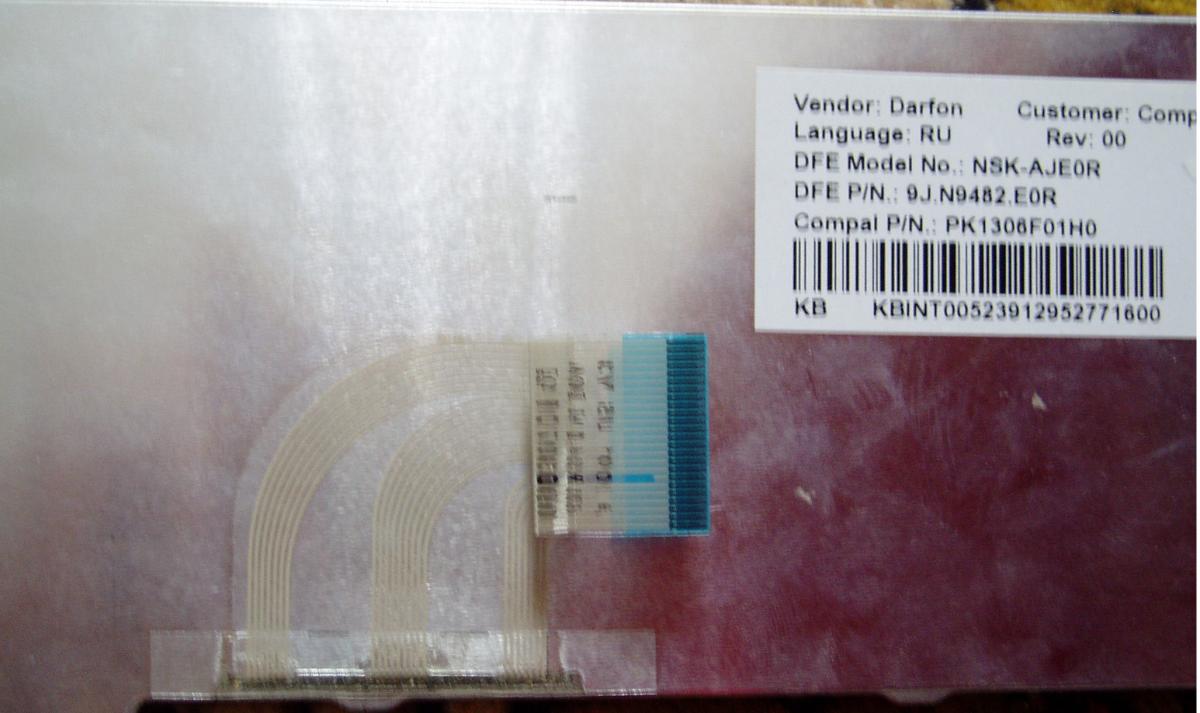 Vendor: Darfon Customer: Comp
Language: RU Rev: 00
DFE Model No.: NSK-AJE0R
DFE P/N.: 9J.N9482.E0R
Compal P/N.: PK1306F01H0
KB KBINT00523912952771600